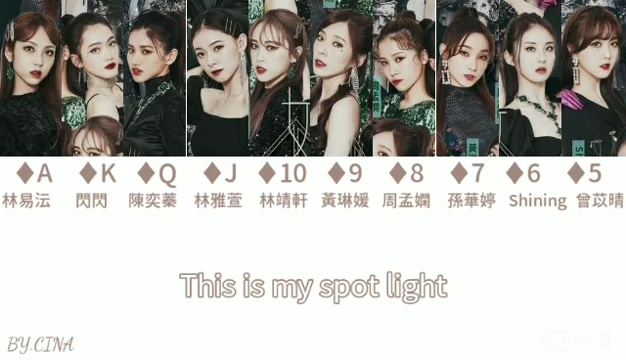 ♦A ♦K ♦Q ♦J ♦10 ♦9 ♦8 ♦7 ♦6 ♦5
林易沄 閃閃 陳奕蓁 林雅萱 林靖軒 黃琳媛 周孟嫻 孫華婷 Shining 曾苡晴
This is my spot light
BY.CINA